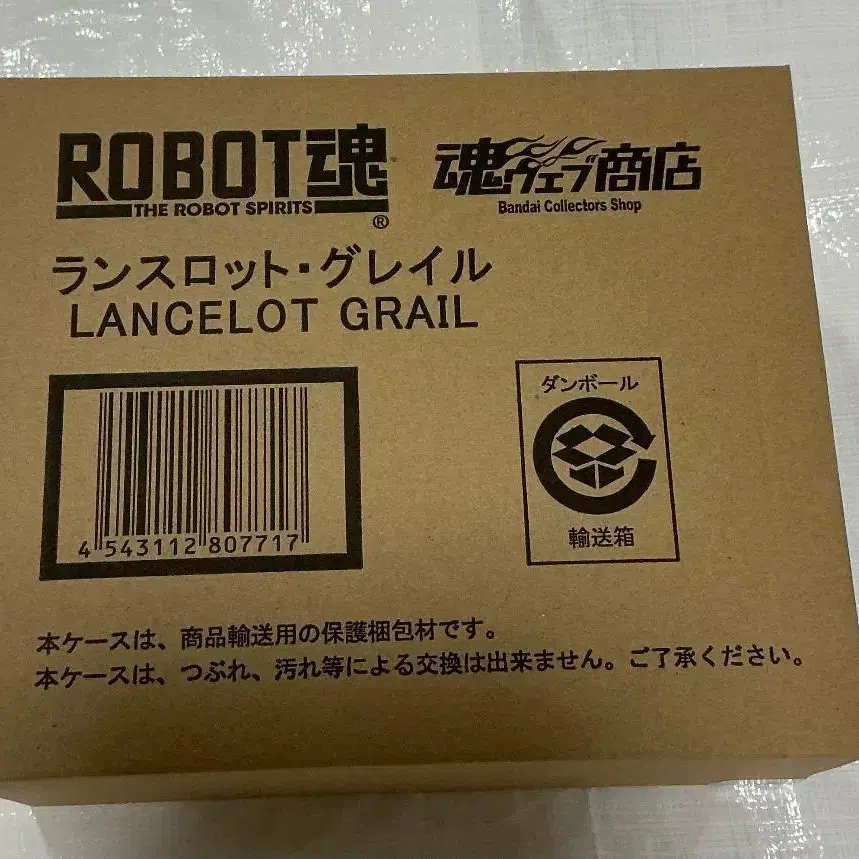 ROBOT魂
THE ROBOT SPIRITS
®
魂ウェブ商店
Bandai Collectors Shop
ランスロット・グレイル
LANCELOT GRAIL
4 543112 807717
ダンボール
輸送箱
本ケースは、商品輸送用の保護梱包材です。
本ケースは、つぶれ、汚れ等による交換は出来ません。ご了承ください。